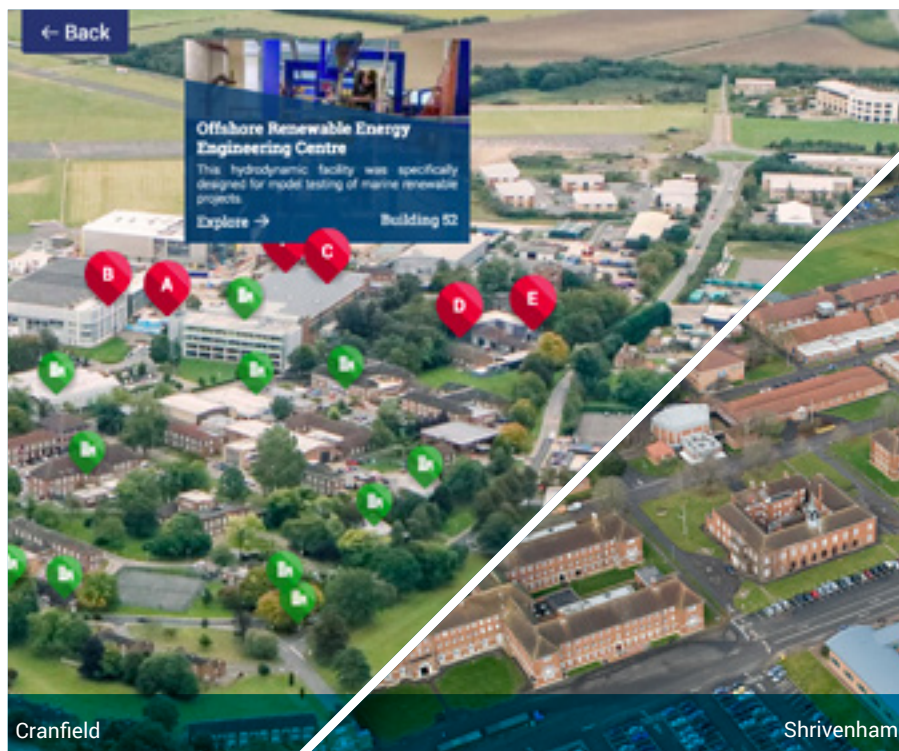 ← Back
Offshore Renewable Energy
Engineering Centre
This hydrodynamic facility was specifically
designed for model testing of marine renewable
projects.
Explore →
Building 52
B
A
C
D
E
Cranfield
Shrivenham